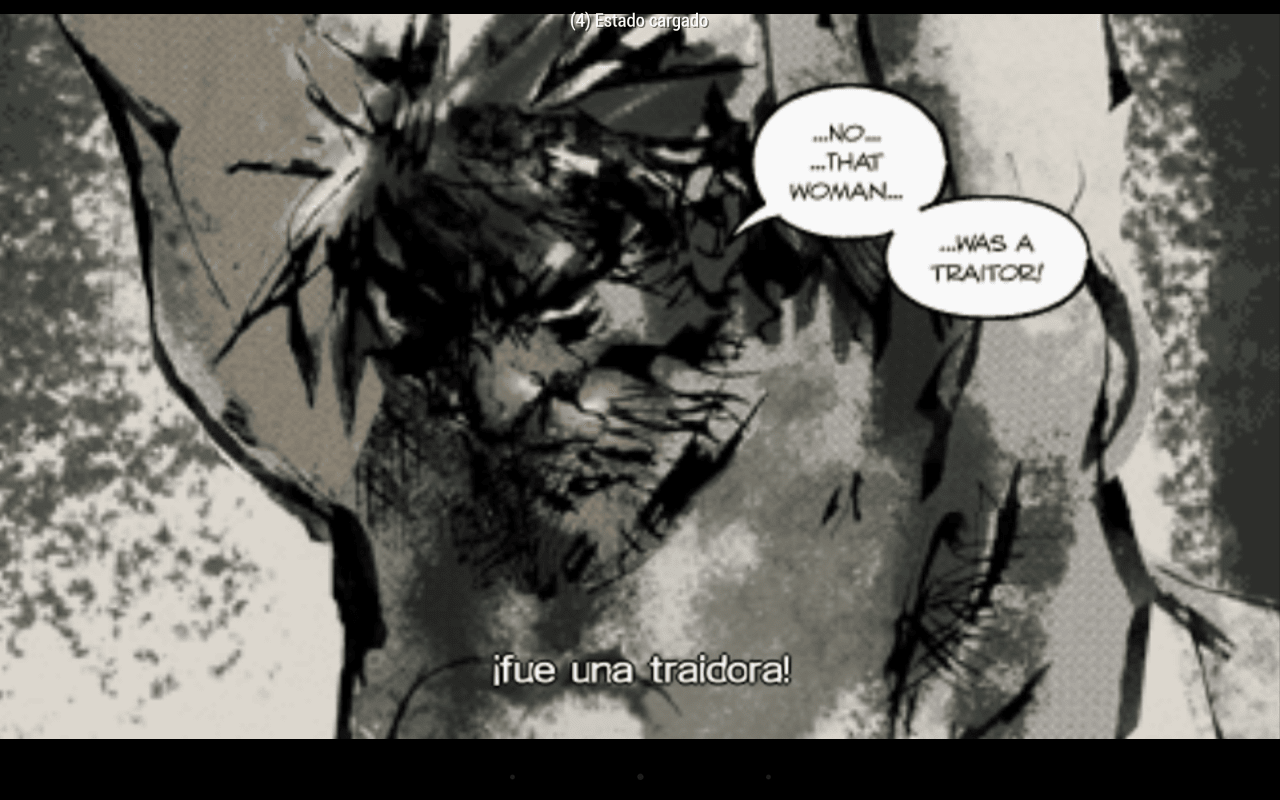 (4) Estado cargado
...NO...
...THAT
WOMAN...
...WAS A
TRAITOR!
¡fue una traidora!